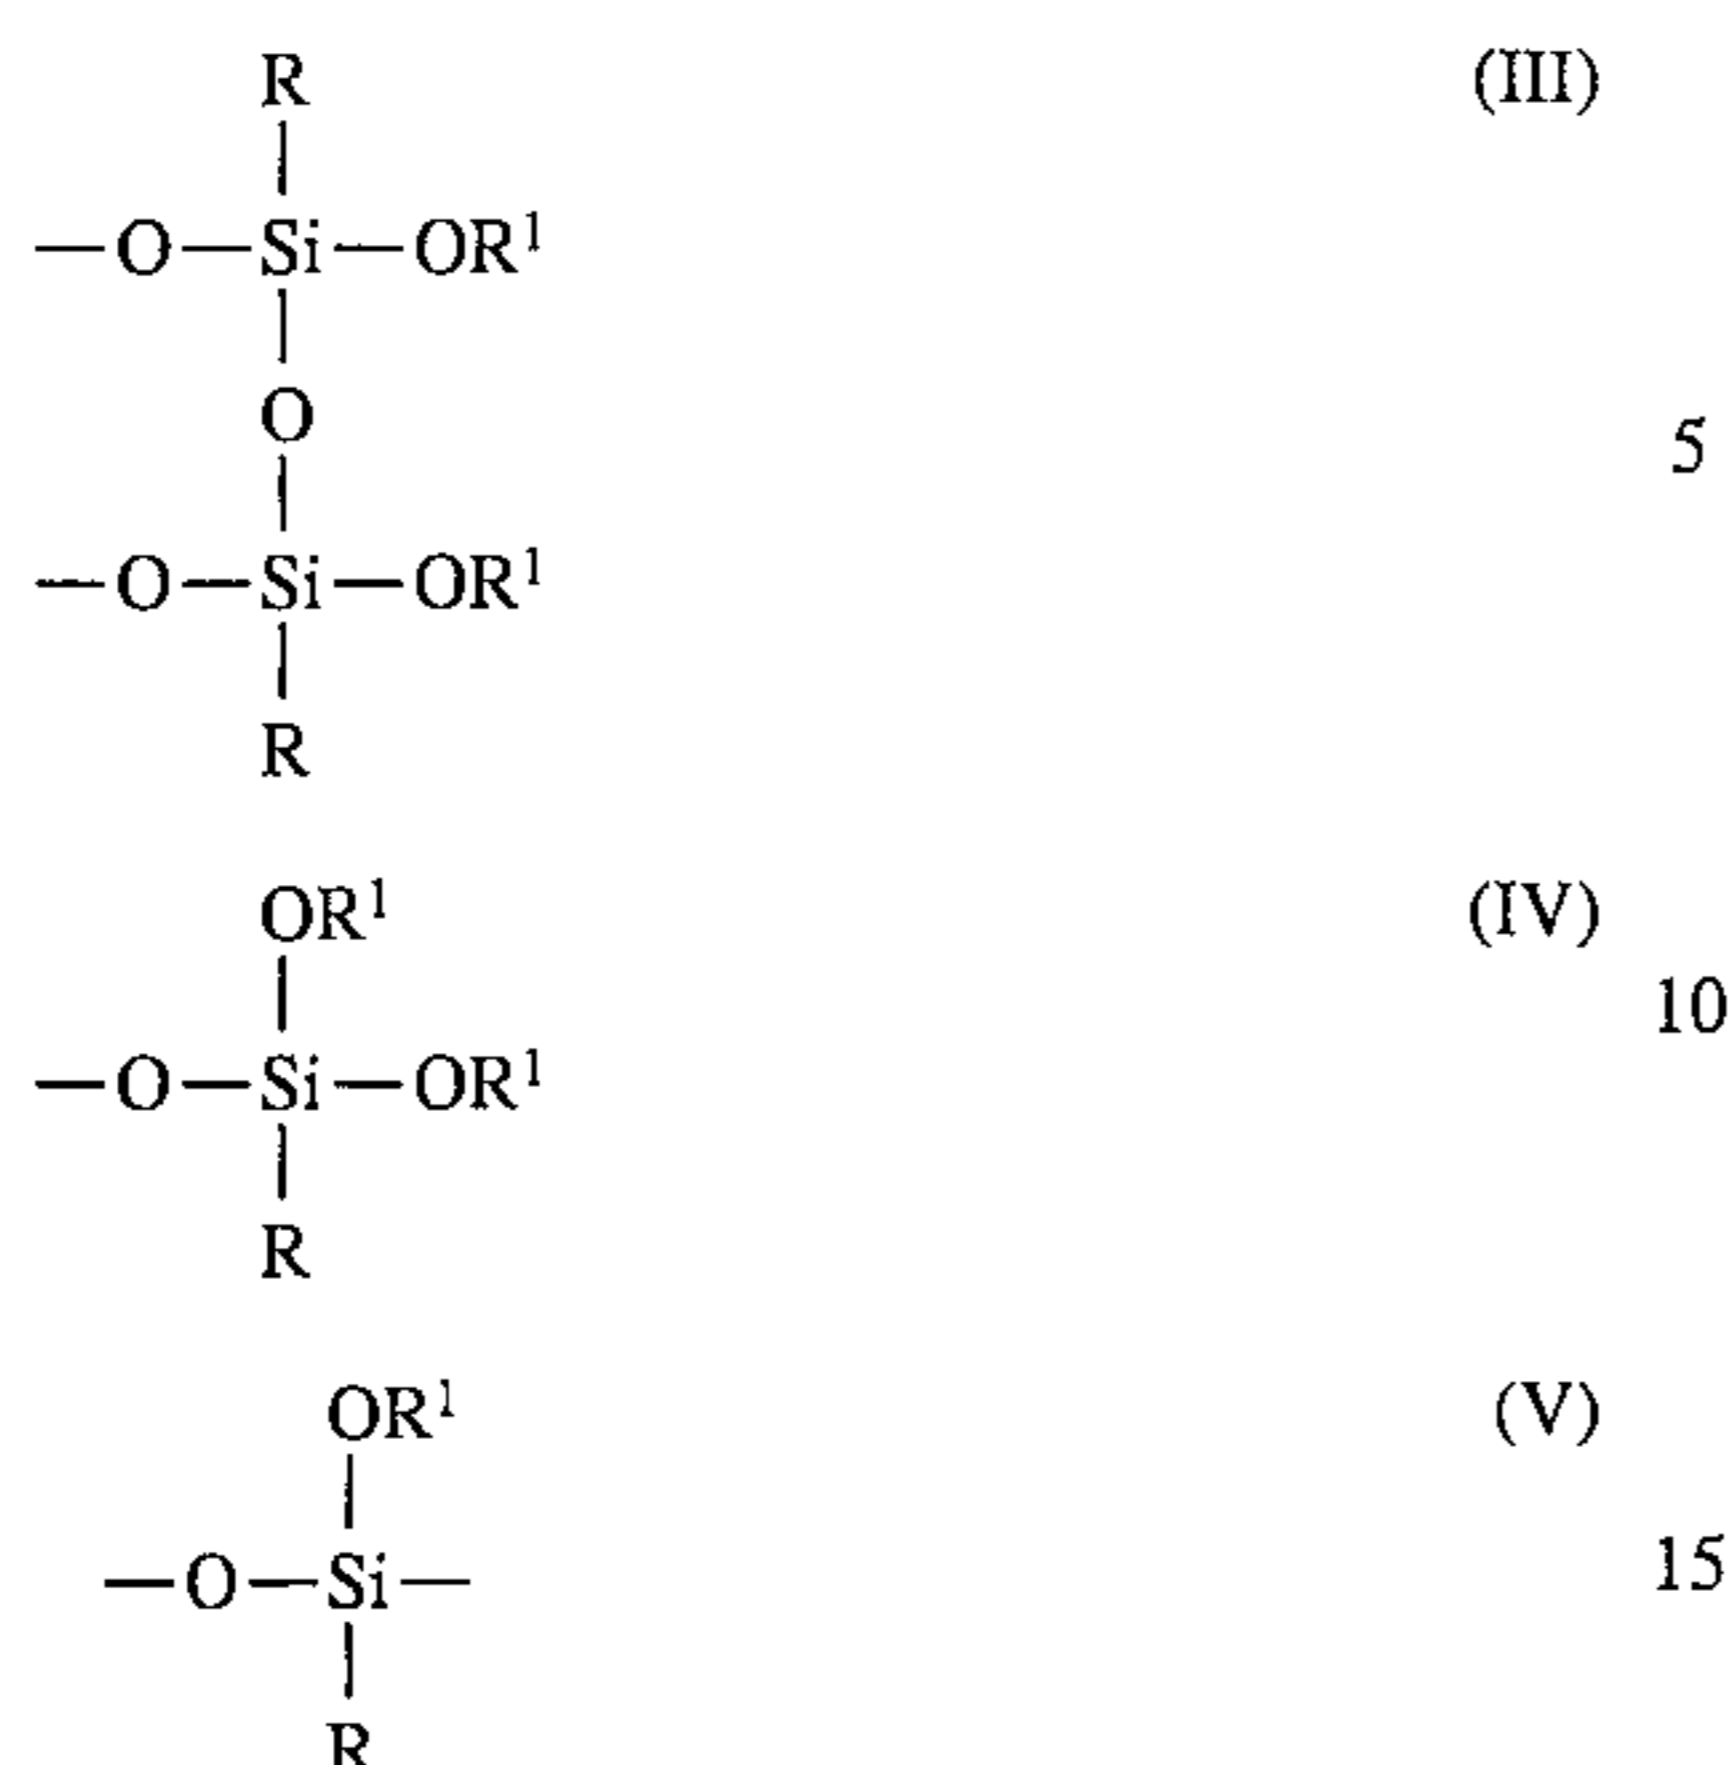 R (III)
—O—Si—OR¹
O
5
—O—Si—OR¹
R
OR¹ (IV)
10
—O—Si—OR¹
R
OR¹ (V)
—O—Si— 15
R